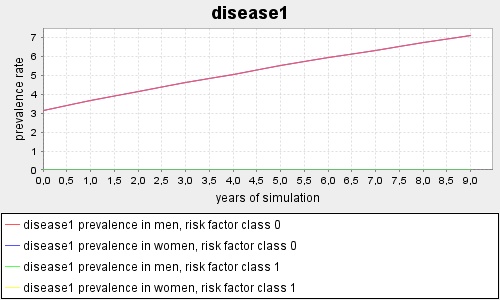 disease1
7
6
5
4
3
2
1
0
prevalence rate
0,0 0,5 1,0 1,5 2,0 2,5 3,0 3,5 4,0 4,5 5,0 5,5 6,0 6,5 7,0 7,5 8,0 8,5 9,0
years of simulation
disease1 prevalence in men, risk factor class 0
disease1 prevalence in women, risk factor class 0
disease1 prevalence in men, risk factor class 1
disease1 prevalence in women, risk factor class 1